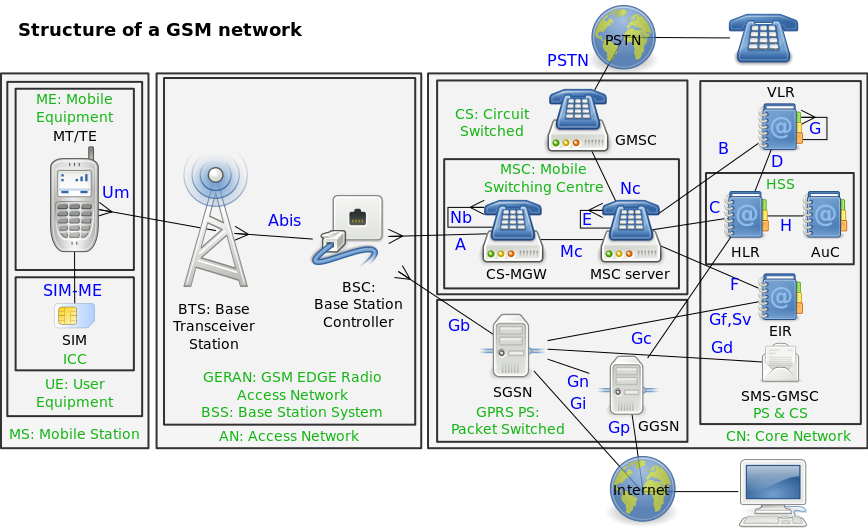 Structure of a GSM network
PSTN
PSTN
ME: Mobile
Equipment
MT/TE
Um
SIM-ME
SIM
ICC
UE: User
Equipment
MS: Mobile Station
BTS: Base
Transceiver
Station
Abis
BSC:
Base Station
Controller
GERAN: GSM EDGE Radio
Access Network
BSS: Base Station System
AN: Access Network
CS: Circuit
Switched
GMSC
MSC: Mobile
Switching Centre
Nc
Nb
E
A
Mc
CS-MGW
MSC server
VLR
G
B
D
HSS
C
H
HLR
AuC
F
Gf,Sv
EIR
Gb
Gc
Gd
SGSN
Gn
Gi
GPRS PS:
Packet Switched
Gp
GGSN
SMS-GMSC
PS & CS
CN: Core Network
Internet